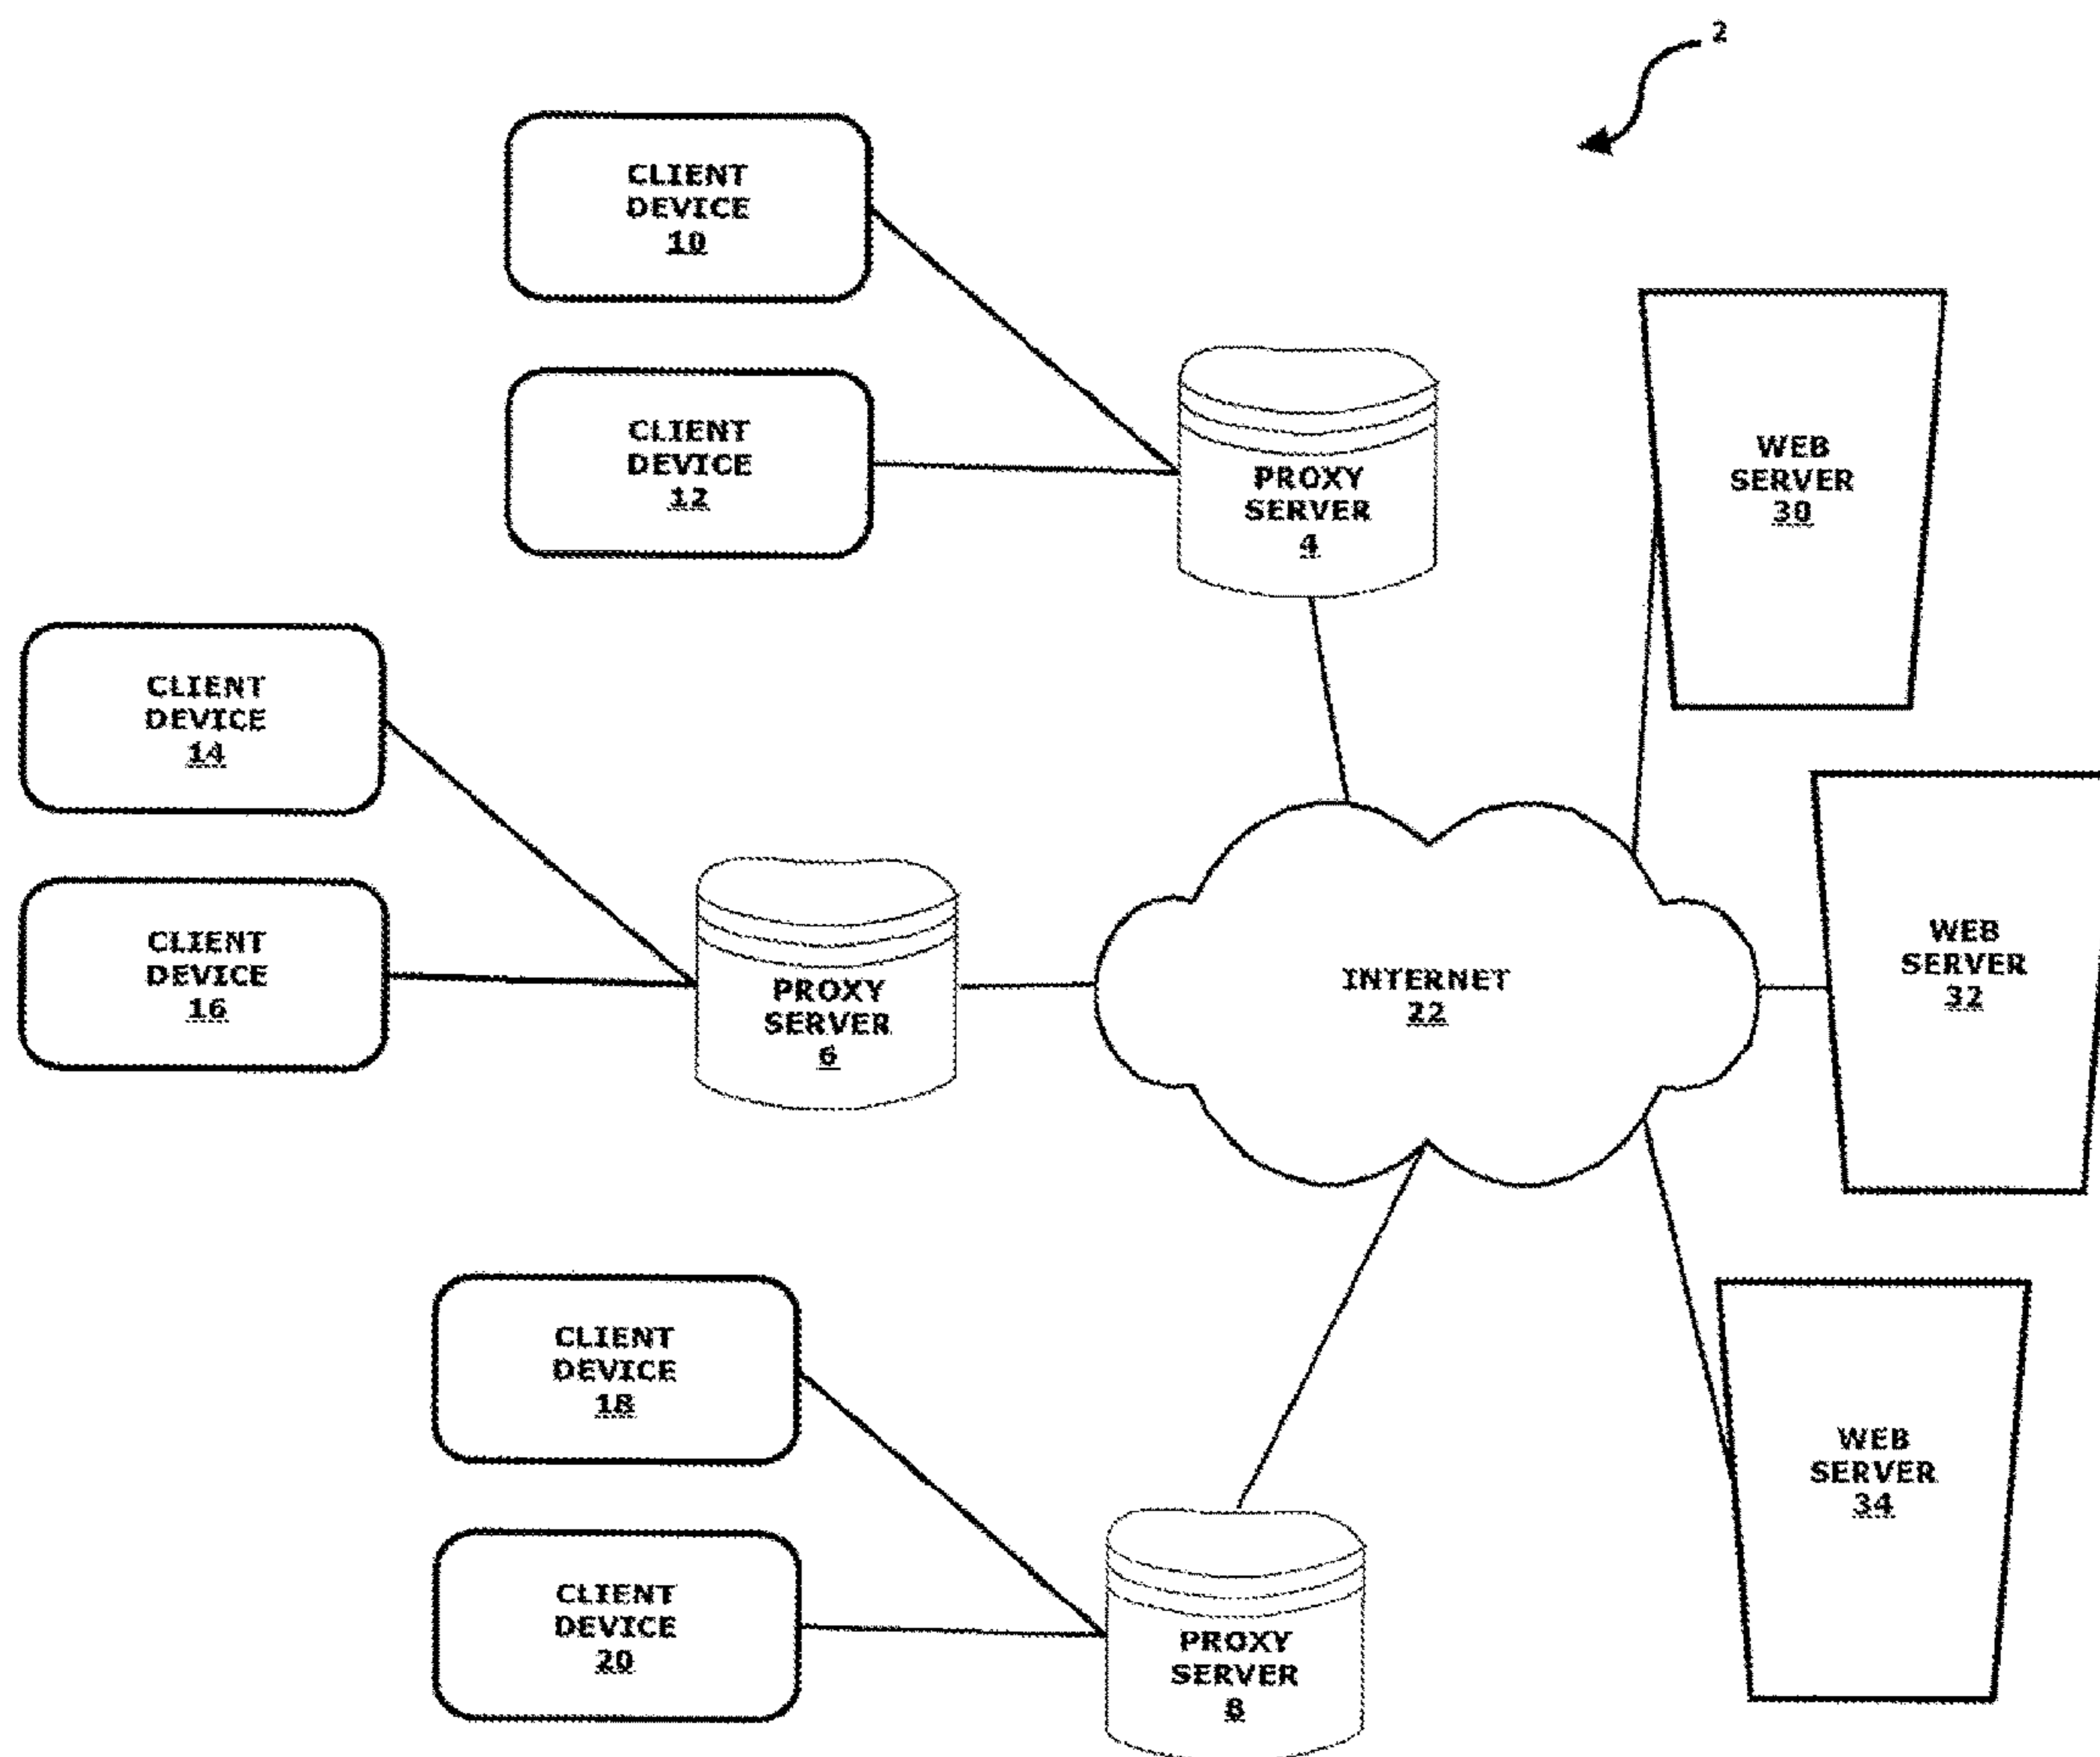 2
CLIENT
DEVICE
10
CLIENT
DEVICE
12
PROXY
SERVER
4
WEB
SERVER
30
CLIENT
DEVICE
14
CLIENT
DEVICE
16
PROXY
SERVER
6
INTERNET
22
WEB
SERVER
32
CLIENT
DEVICE
18
CLIENT
DEVICE
20
PROXY
SERVER
8
WEB
SERVER
34